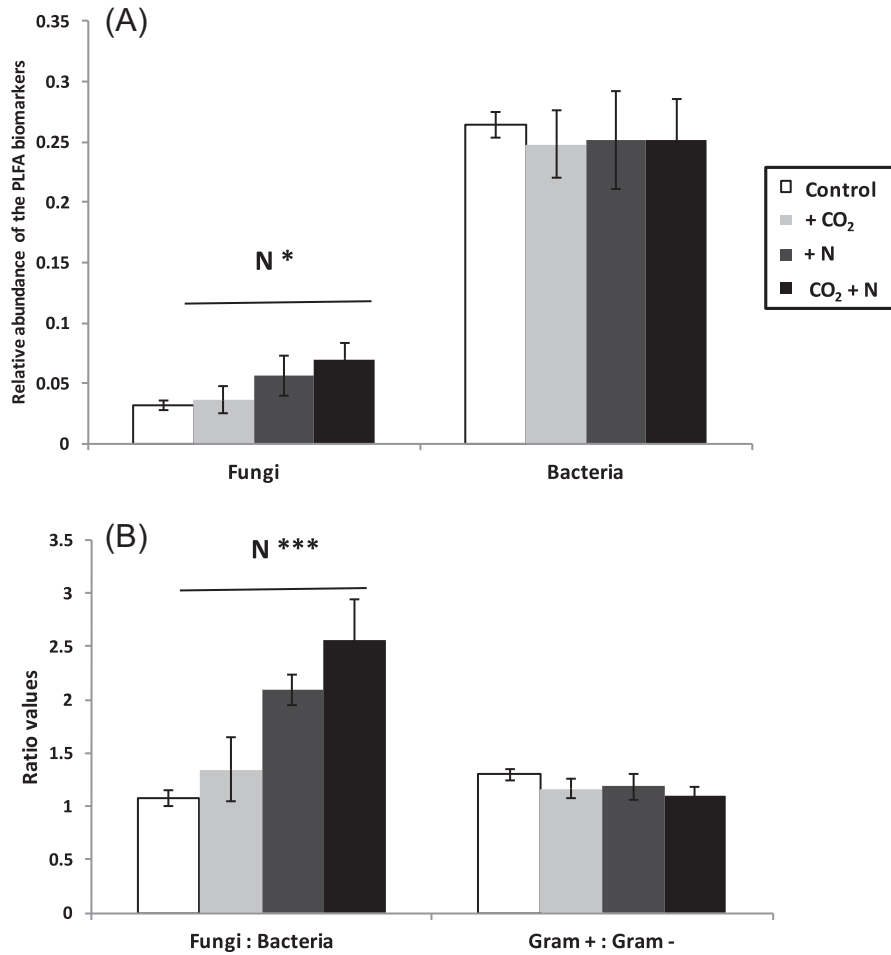 (A)
Relative abundance of the PLFA biomarkers
0.35
0.3
0.25
0.2
0.15
0.1
0.05
0
N *
Fungi
Bacteria
Control
+ CO₂
+ N
CO₂ + N
(B)
Ratio values
3.5
3
2.5
2
1.5
1
0.5
0
N ***
Fungi : Bacteria
Gram + : Gram -